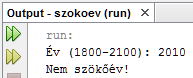 Output - szokoev (run)
run:
Év (1800-2100): 2010
Nem szökőév!